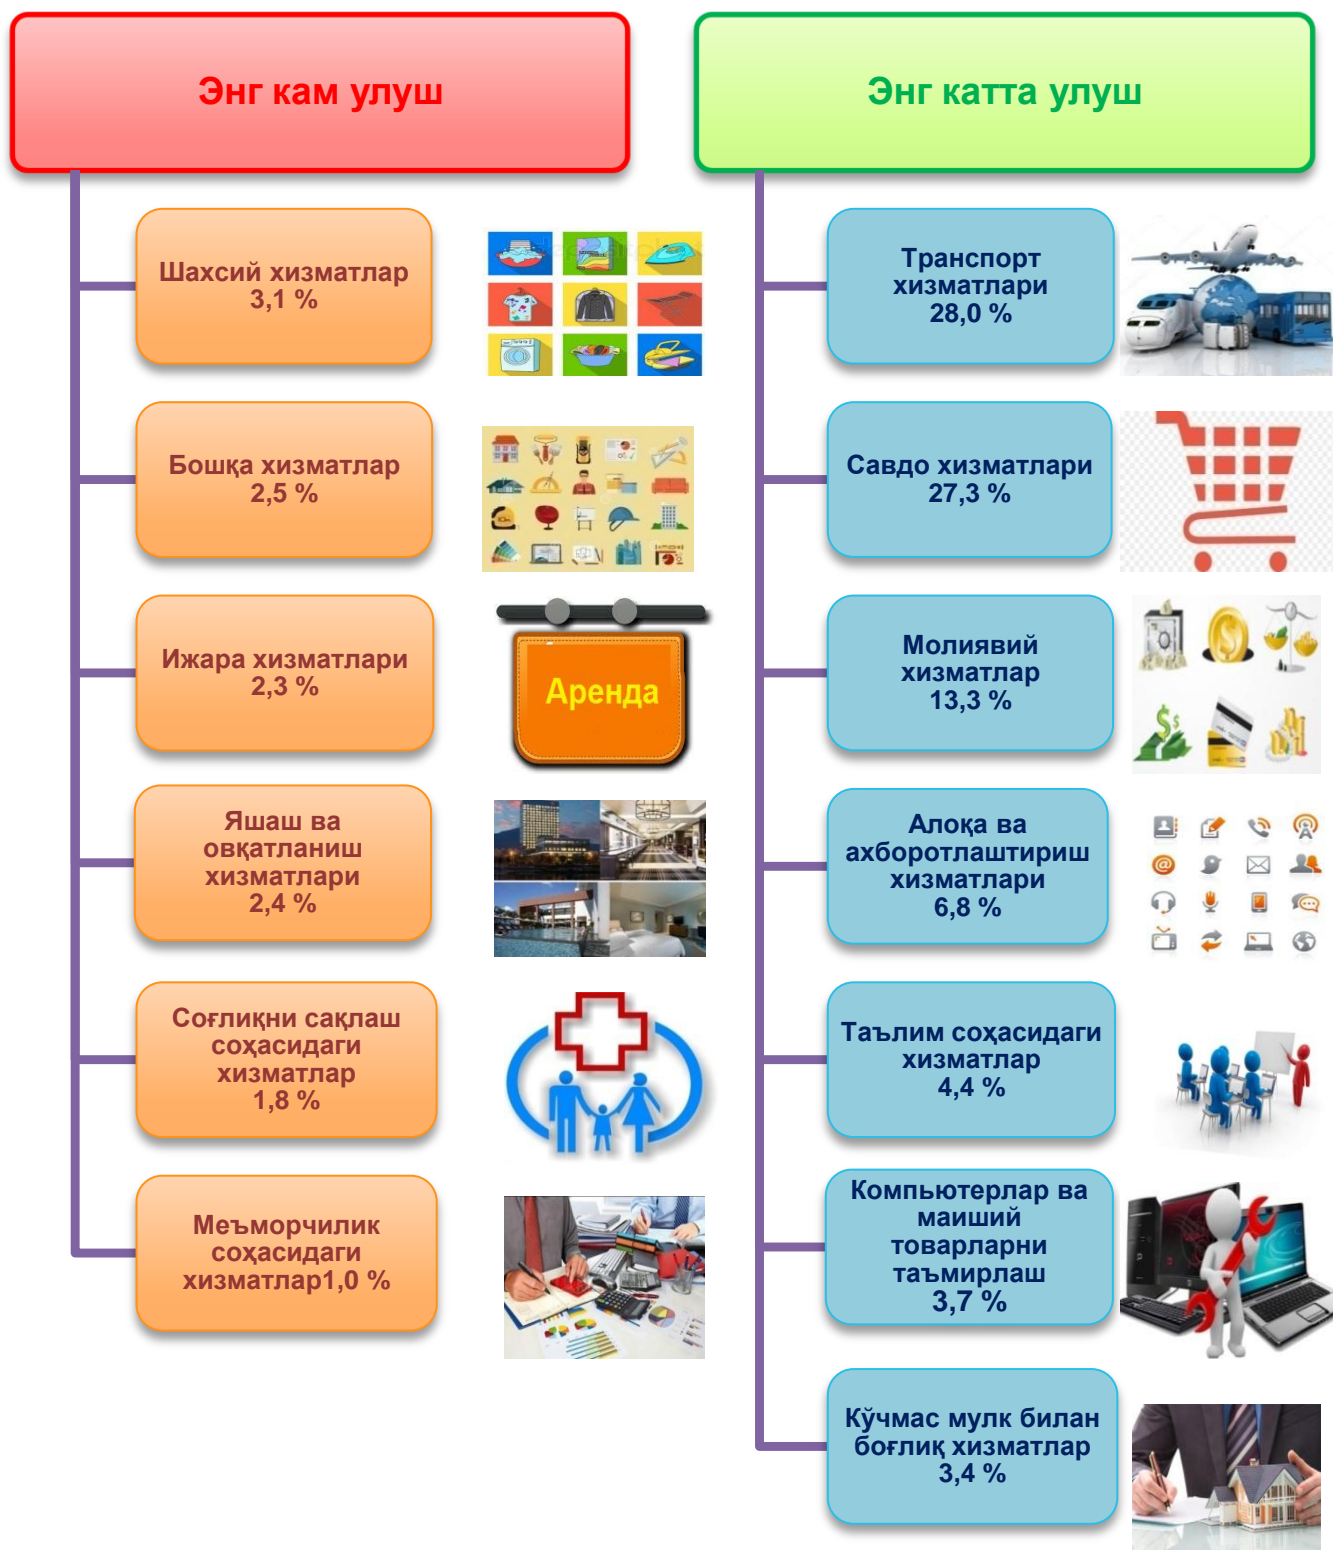 Энг кам улуш
Шахсий хизматлар
3,1 %
Бошқа хизматлар
2,5 %
Ижара хизматлари
2,3 %
Аренда
Яшаш ва
овқатланиш
хизматлари
2,4 %
Соғлиқни сақлаш
соҳасидаги
хизматлар
1,8 %
Меъморчилик
соҳасидаги
хизматлар1,0 %
Энг катта улуш
Транспорт
хизматлари
28,0 %
Савдо хизматлари
27,3 %
Молиявий
хизматлар
13,3 %
Алоқа ва
ахборотлаштириш
хизматлари
6,8 %
Таълим соҳасидаги
хизматлар
4,4 %
Компьютерлар ва
маиший
товарларни
таъмирлаш
3,7 %
Кўчмас мулк билан
боғлиқ хизматлар
3,4 %